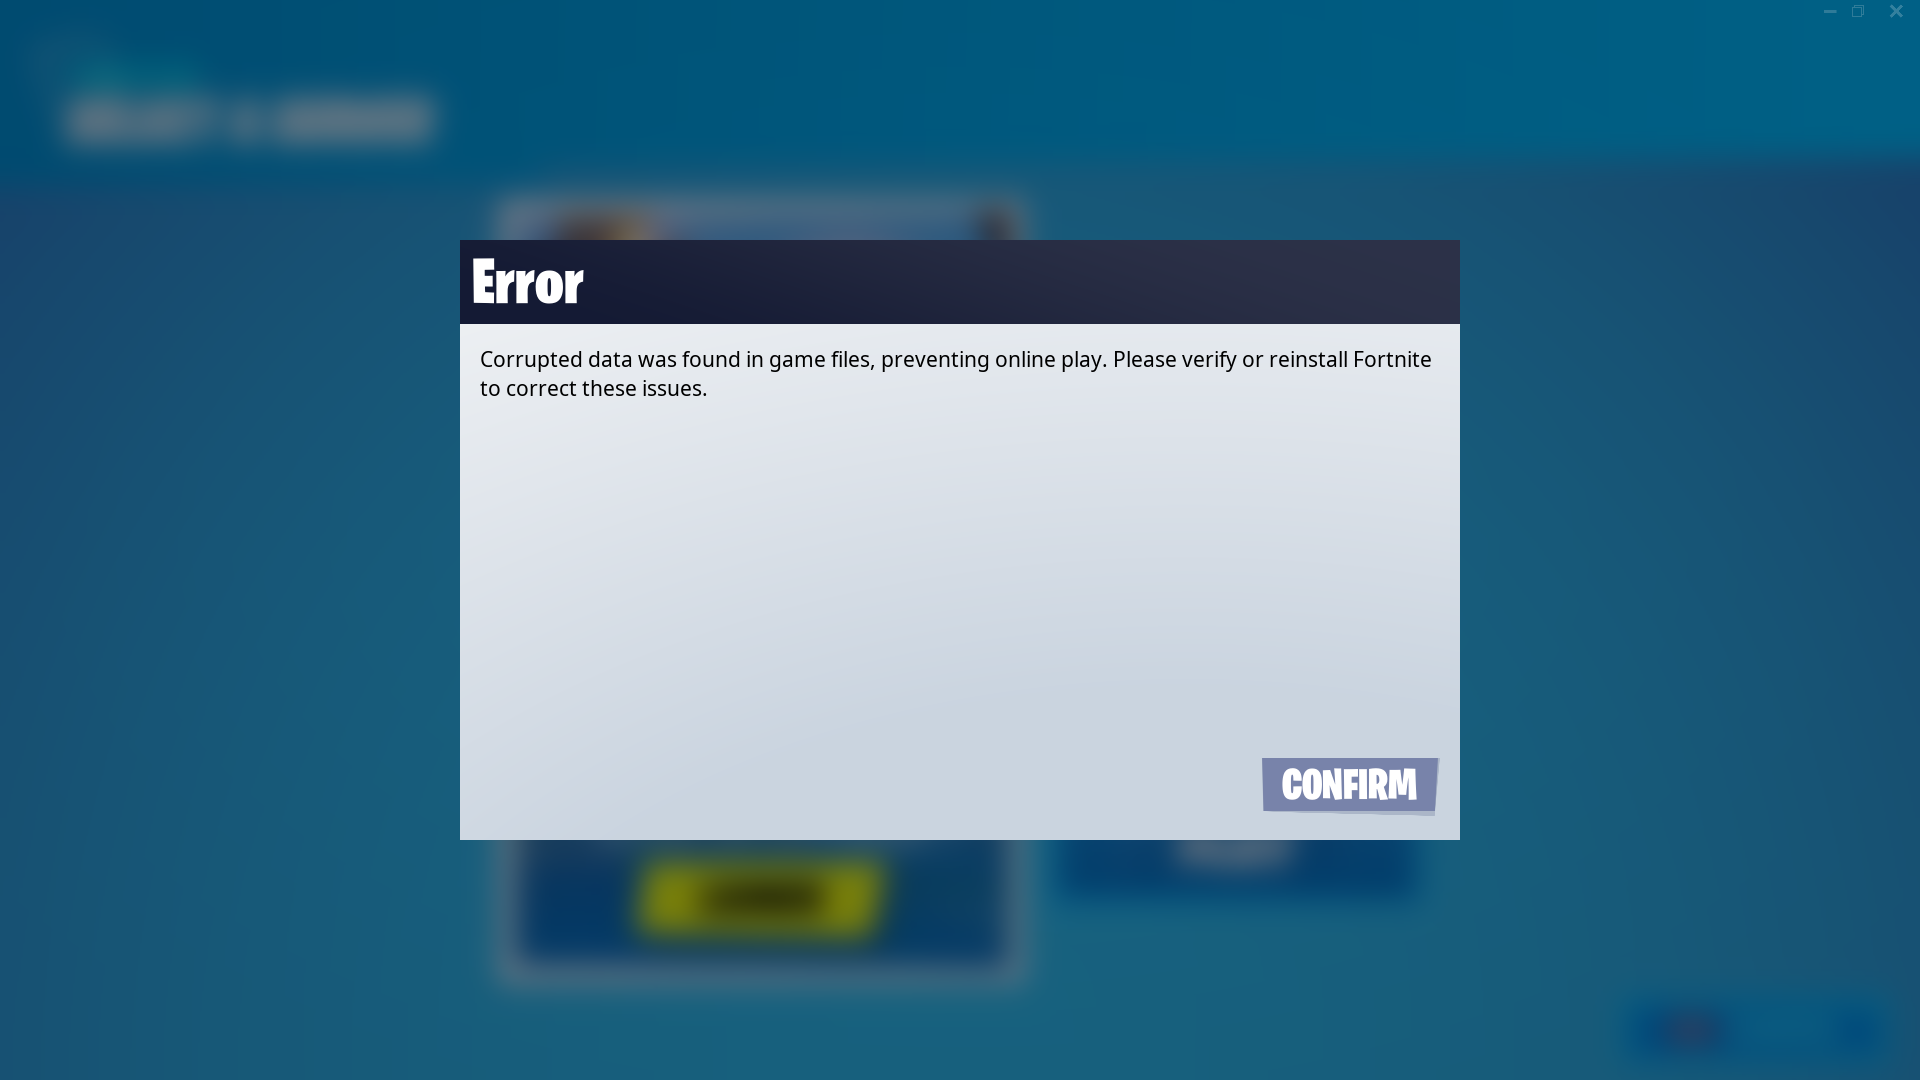 Error
Corrupted data was found in game files, preventing online play. Please verify or reinstall Fortnite
to correct these issues.
CONFIRM